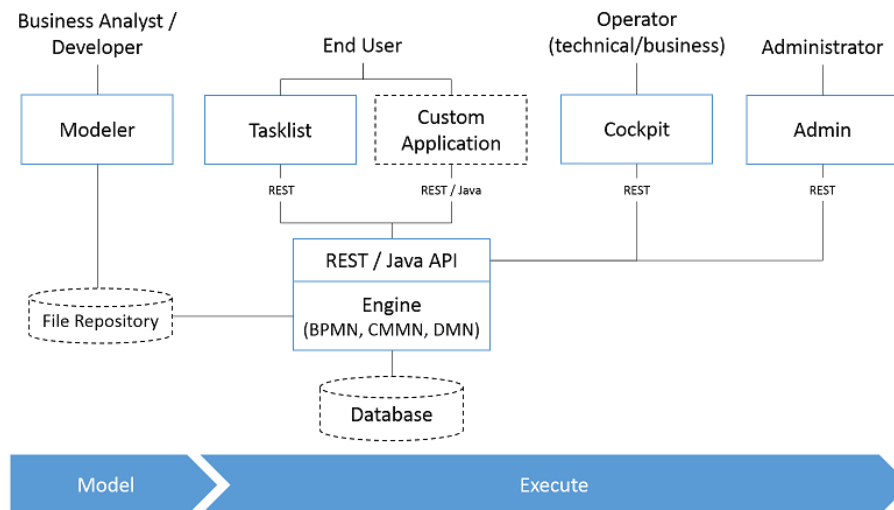 Business Analyst /
Developer
End User
Operator
(technical/business)
Administrator
Modeler
Tasklist
Custom
Application
Cockpit
Admin
REST
REST / Java
REST
REST
REST / Java API
Engine
(BPMN, CMMN, DMN)
File Repository
Database
Model
Execute